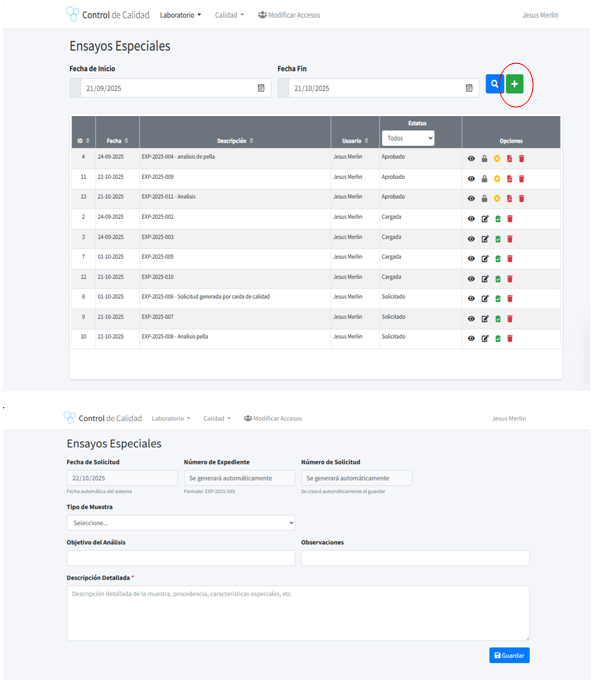 Control de Calidad Laboratorio Calidad Modificar Accesos Jesus Merlin
Ensayos Especiales
Fecha de Inicio Fecha Fin
21/09/2025 21/10/2025
Estatus
ID Fecha Descripción Usuario Todos Opciones
4 24-09-2025 EXP-2025-004 - analisis de pella Jesus Merlin Aprobado
11 21-10-2025 EXP-2025-009 Jesus Merlin Aprobado
13 21-10-2025 EXP-2025-011 - Analisis Jesus Merlin Aprobado
2 24-09-2025 EXP-2025-002 Jesus Merlin Cargada
3 24-09-2025 EXP-2025-003 Jesus Merlin Cargada
7 01-10-2025 EXP-2025-005 Jesus Merlin Cargada
12 21-10-2025 EXP-2025-010 Jesus Merlin Cargada
8 01-10-2025 EXP-2025-006 - Solicitud generada por caida de calidad Jesus Merlin Solicitado
9 21-10-2025 EXP-2025-007 Jesus Merlin Solicitado
10 21-10-2025 EXP-2025-008 - Analisis pella Jesus Merlin Solicitado
Control de Calidad Laboratorio Calidad Modificar Accesos Jesus Merlin
Ensayos Especiales
Fecha de Solicitud Número de Expediente Número de Solicitud
22/10/2025 Se generará automáticamente Se generará automáticamente
Fecha automática del sistema Formato: EXP-2025-XXX Se creará automáticamente al guardar
Tipo de Muestra
Seleccione...
Objetivo del Análisis Observaciones
Descripción Detallada *
Descripción detallada de la muestra, procedencia, características especiales, etc.
Guardar